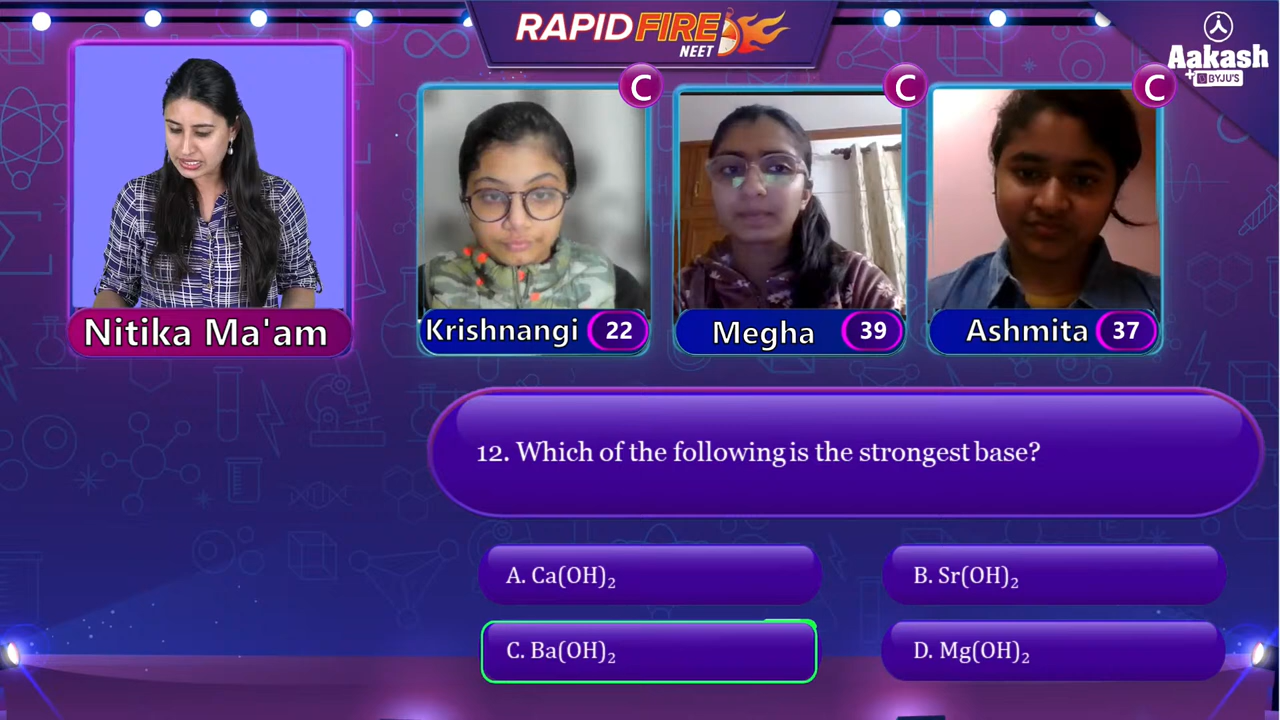 RAPID FIRE
NEET
Aakash
+ BYJU'S
C
C
C
Nitika Ma'am
Krishnangi 22
Megha 39
Ashmita 37
12. Which of the following is the strongest base?
A. Ca(OH)₂
B. Sr(OH)₂
C. Ba(OH)₂
D. Mg(OH)₂